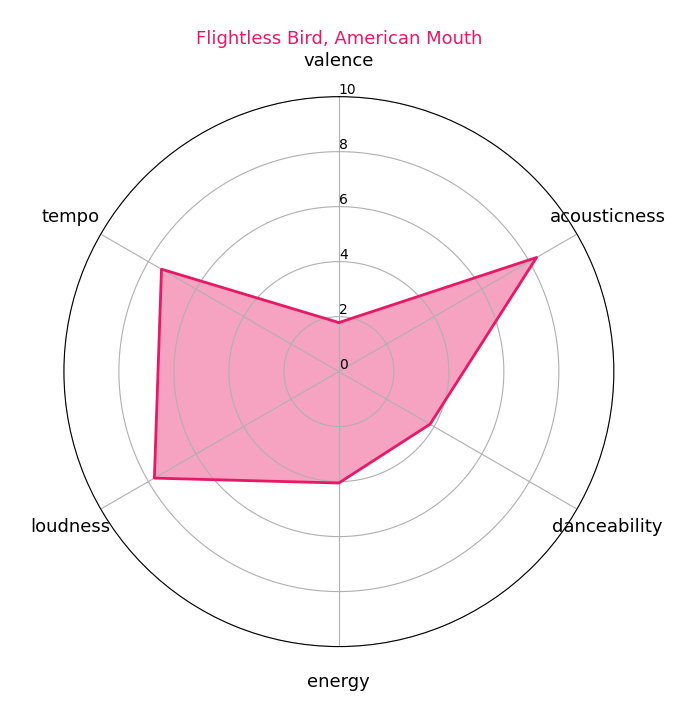 Flightless Bird, American Mouth
valence
10
8
tempo
6
acousticness
4
2
0
loudness
danceability
energy